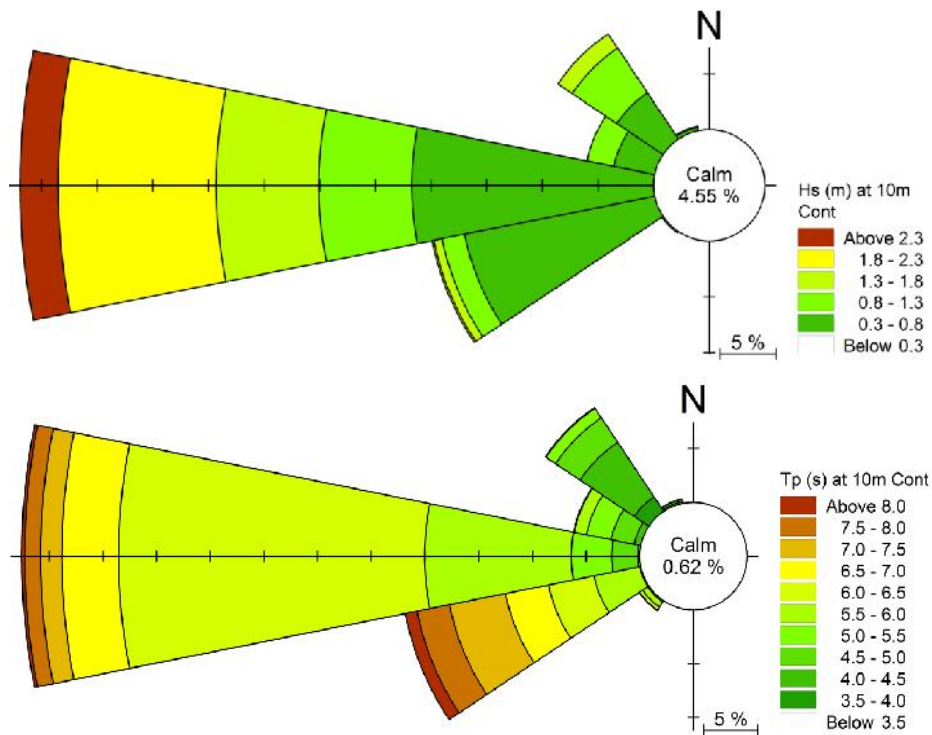 N
Calm
4.55 %
Hs (m) at 10m
Cont
Above 2.3
1.8 - 2.3
1.3 - 1.8
0.8 - 1.3
0.3 - 0.8
Below 0.3
5 %
N
Calm
0.62 %
Tp (s) at 10m Cont
Above 8.0
7.5 - 8.0
7.0 - 7.5
6.5 - 7.0
6.0 - 6.5
5.5 - 6.0
5.0 - 5.5
4.5 - 5.0
4.0 - 4.5
3.5 - 4.0
Below 3.5
5 %